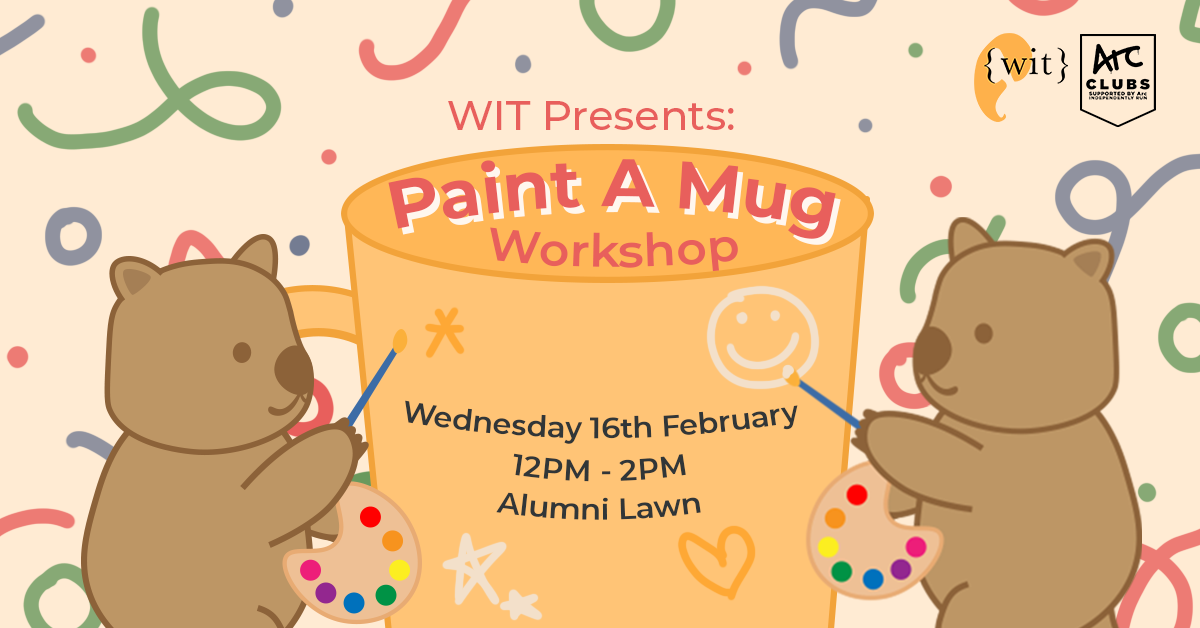 {wit}
Arc
CLUBS
SUPPORTED BY Arc
INDEPENDENTLY RUN
WIT Presents:
Paint A Mug
Workshop
Wednesday 16th February
12PM - 2PM
Alumni Lawn